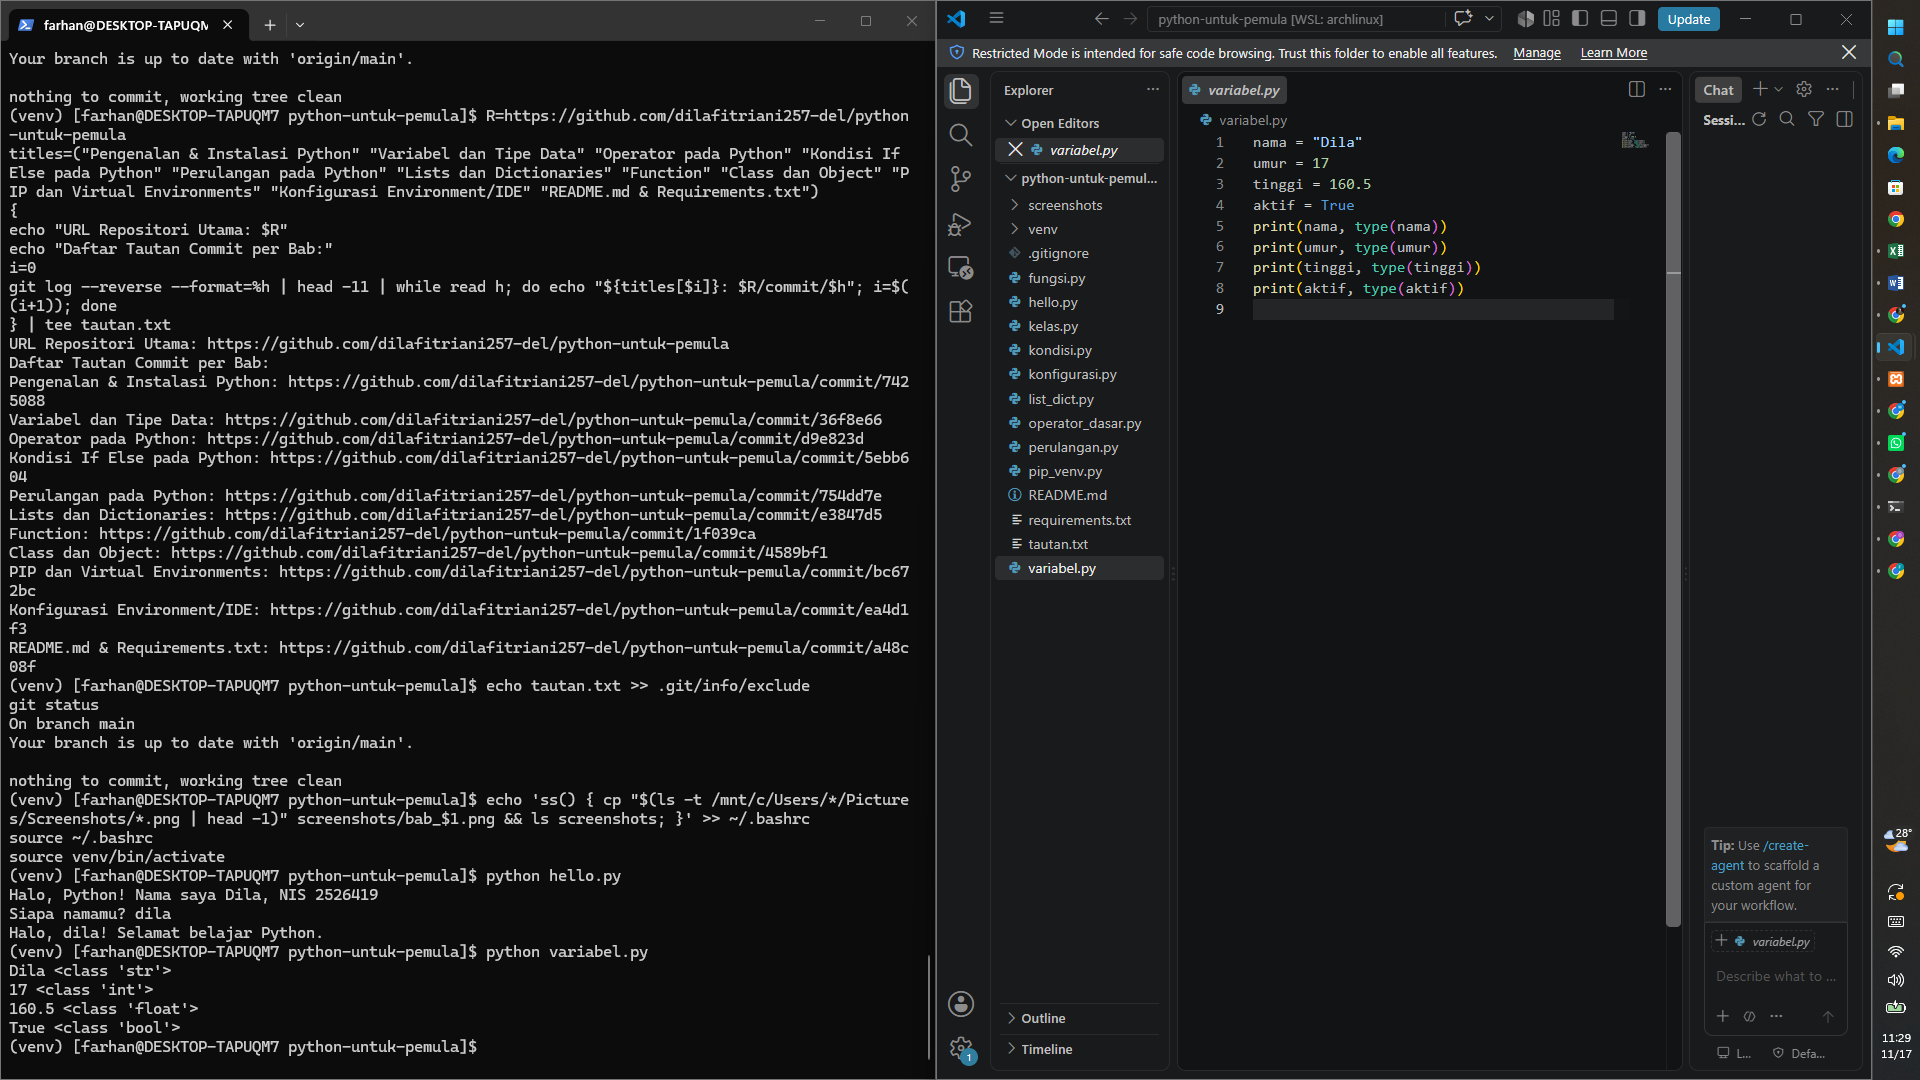 farhan@DESKTOP-TAPUQM
Your branch is up to date with 'origin/main'.
nothing to commit, working tree clean
(venv) [farhan@DESKTOP-TAPUQM7 python-untuk-pemula]$ R=https://github.com/dilafitriani257-del/python
-untuk-pemula
titles=("Pengenalan & Instalasi Python" "Variabel dan Tipe Data" "Operator pada Python" "Kondisi If
Else pada Python" "Perulangan pada Python" "Lists dan Dictionaries" "Function" "Class dan Object" "P
IP dan Virtual Environments" "Konfigurasi Environment/IDE" "README.md & Requirements.txt")
{
echo "URL Repositori Utama: $R"
echo "Daftar Tautan Commit per Bab:"
i=0
git log --reverse --format=%h | head -11 | while read h; do echo "${titles[$i]}: $R/commit/$h"; i=$(
(i+1)); done
} | tee tautan.txt
URL Repositori Utama: https://github.com/dilafitriani257-del/python-untuk-pemula
Daftar Tautan Commit per Bab:
Pengenalan & Instalasi Python: https://github.com/dilafitriani257-del/python-untuk-pemula/commit/742
5088
Variabel dan Tipe Data: https://github.com/dilafitriani257-del/python-untuk-pemula/commit/36f8e66
Operator pada Python: https://github.com/dilafitriani257-del/python-untuk-pemula/commit/d9e823d
Kondisi If Else pada Python: https://github.com/dilafitriani257-del/python-untuk-pemula/commit/5ebb6
04
Perulangan pada Python: https://github.com/dilafitriani257-del/python-untuk-pemula/commit/754dd7e
Lists dan Dictionaries: https://github.com/dilafitriani257-del/python-untuk-pemula/commit/e3847d5
Function: https://github.com/dilafitriani257-del/python-untuk-pemula/commit/1f039ca
Class dan Object: https://github.com/dilafitriani257-del/python-untuk-pemula/commit/4589bf1
PIP dan Virtual Environments: https://github.com/dilafitriani257-del/python-untuk-pemula/commit/bc67
2bc
Konfigurasi Environment/IDE: https://github.com/dilafitriani257-del/python-untuk-pemula/commit/ea4d1
f3
README.md & Requirements.txt: https://github.com/dilafitriani257-del/python-untuk-pemula/commit/a48c
08f
(venv) [farhan@DESKTOP-TAPUQM7 python-untuk-pemula]$ echo tautan.txt >> .git/info/exclude
git status
On branch main
Your branch is up to date with 'origin/main'.
nothing to commit, working tree clean
(venv) [farhan@DESKTOP-TAPUQM7 python-untuk-pemula]$ echo 'ss() { cp "$(ls -t /mnt/c/Users/*/Picture
s/Screenshots/*.png | head -1)" screenshots/bab_$1.png && ls screenshots; }' >> ~/.bashrc
source ~/.bashrc
source venv/bin/activate
(venv) [farhan@DESKTOP-TAPUQM7 python-untuk-pemula]$ python hello.py
Halo, Python! Nama saya Dila, NIS 2526419
Siapa namamu? dila
Halo, dila! Selamat belajar Python.
(venv) [farhan@DESKTOP-TAPUQM7 python-untuk-pemula]$ python variabel.py
Dila <class 'str'>
17 <class 'int'>
160.5 <class 'float'>
True <class 'bool'>
(venv) [farhan@DESKTOP-TAPUQM7 python-untuk-pemula]$
python-untuk-pemula [WSL: archlinux]
Update
Restricted Mode is intended for safe code browsing. Trust this folder to enable all features. Manage Learn More
Explorer
Open Editors
variabel.py
python-untuk-pemul...
screenshots
venv
.gitignore
fungsi.py
hello.py
kelas.py
kondisi.py
konfigurasi.py
list_dict.py
operator_dasar.py
perulangan.py
pip_venv.py
README.md
requirements.txt
tautan.txt
variabel.py
Outline
Timeline
1
variabel.py
variabel.py
1 nama = "Dila"
2 umur = 17
3 tinggi = 160.5
4 aktif = True
5 print(nama, type(nama))
6 print(umur, type(umur))
7 print(tinggi, type(tinggi))
8 print(aktif, type(aktif))
9
Chat
Sessi...
Tip: Use /create-
agent to scaffold a
custom agent for
your workflow.
variabel.py
Describe what to ...
L...
Defa...
28°
11:29
11/17